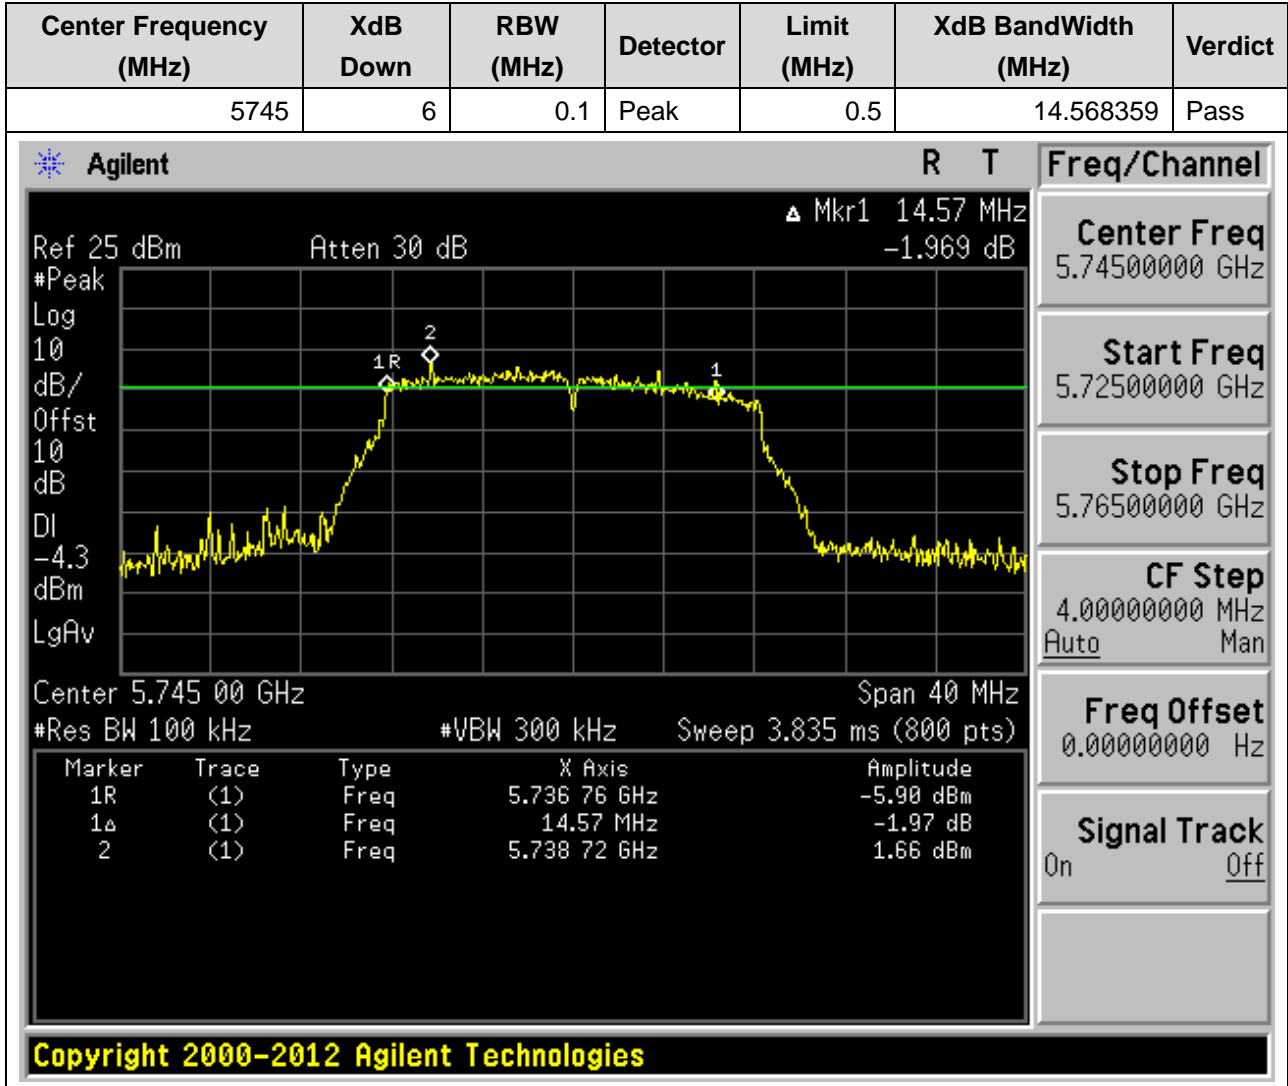 Center Frequency (MHz) XdB Down RBW (MHz) Detector Limit (MHz) XdB BandWidth (MHz) Verdict
5745 6 0.1 Peak 0.5 14.568359 Pass
Agilent R T
Δ Mkr1 14.57 MHz
Ref 25 dBm Atten 30 dB -1.969 dB
#Peak
Log
10
dB/
Offst
10
dB
DI
-4.3
dBm
LgAv
1R
2
1
Center 5.745 00 GHz Span 40 MHz
#Res BW 100 kHz #VBW 300 kHz Sweep 3.835 ms (800 pts)
Marker Trace Type X Axis Amplitude
1R (1) Freq 5.736 76 GHz -5.90 dBm
1Δ (1) Freq 14.57 MHz -1.97 dB
2 (1) Freq 5.738 72 GHz 1.66 dBm
Freq/Channel
Center Freq
5.74500000 GHz
Start Freq
5.72500000 GHz
Stop Freq
5.76500000 GHz
CF Step
4.00000000 MHz
Auto Man
Freq Offset
0.00000000 Hz
Signal Track
On Off
Copyright 2000-2012 Agilent Technologies